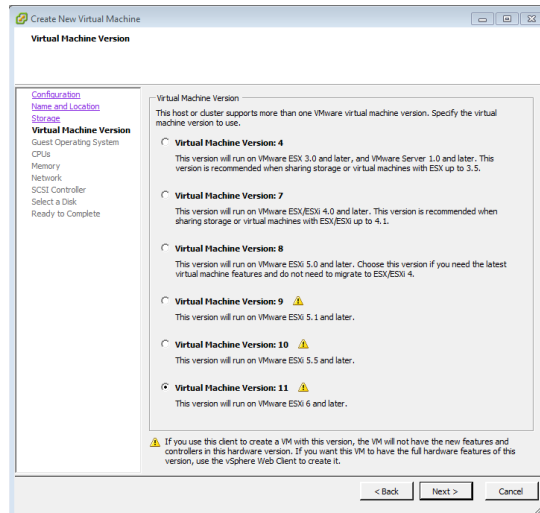 Create New Virtual Machine
Virtual Machine Version
Configuration
Name and Location
Storage
Virtual Machine Version
Guest Operating System
CPUs
Memory
Network
SCSI Controller
Select a Disk
Ready to Complete
Virtual Machine Version
This host or cluster supports more than one VMware virtual machine version. Specify the virtual
machine version to use.
Virtual Machine Version: 4
This version will run on VMware ESX 3.0 and later, and VMware Server 1.0 and later. This
version is recommended when sharing storage or virtual machines with ESX up to 3.5.
Virtual Machine Version: 7
This version will run on VMware ESX/ESXi 4.0 and later. This version is recommended when
sharing storage or virtual machines with ESX/ESXi up to 4.1.
Virtual Machine Version: 8
This version will run on VMware ESXi 5.0 and later. Choose this version if you need the latest
virtual machine features and do not need to migrate to ESX/ESXi 4.
Virtual Machine Version: 9
This version will run on VMware ESXi 5.1 and later.
Virtual Machine Version: 10
This version will run on VMware ESXi 5.5 and later.
Virtual Machine Version: 11
This version will run on VMware ESXi 6 and later.
If you use this client to create a VM with this version, the VM will not have the new features and
controllers in this hardware version. If you want this VM to have the full hardware features of this
version, use the vSphere Web Client to create it.
< Back
Next >
Cancel